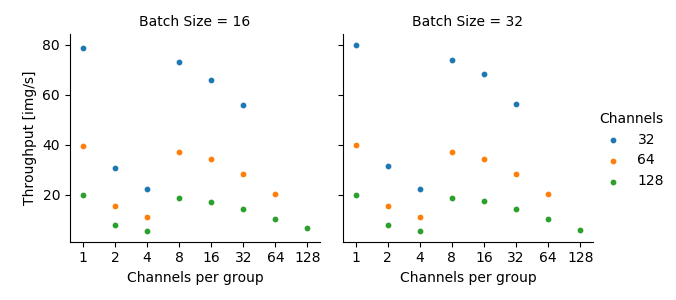 Batch Size = 16
Batch Size = 32
80
60
40
20
Throughput [img/s]
1 2 4 8 16 32 64 128
1 2 4 8 16 32 64 128
Channels per group
Channels per group
Channels
32
64
128